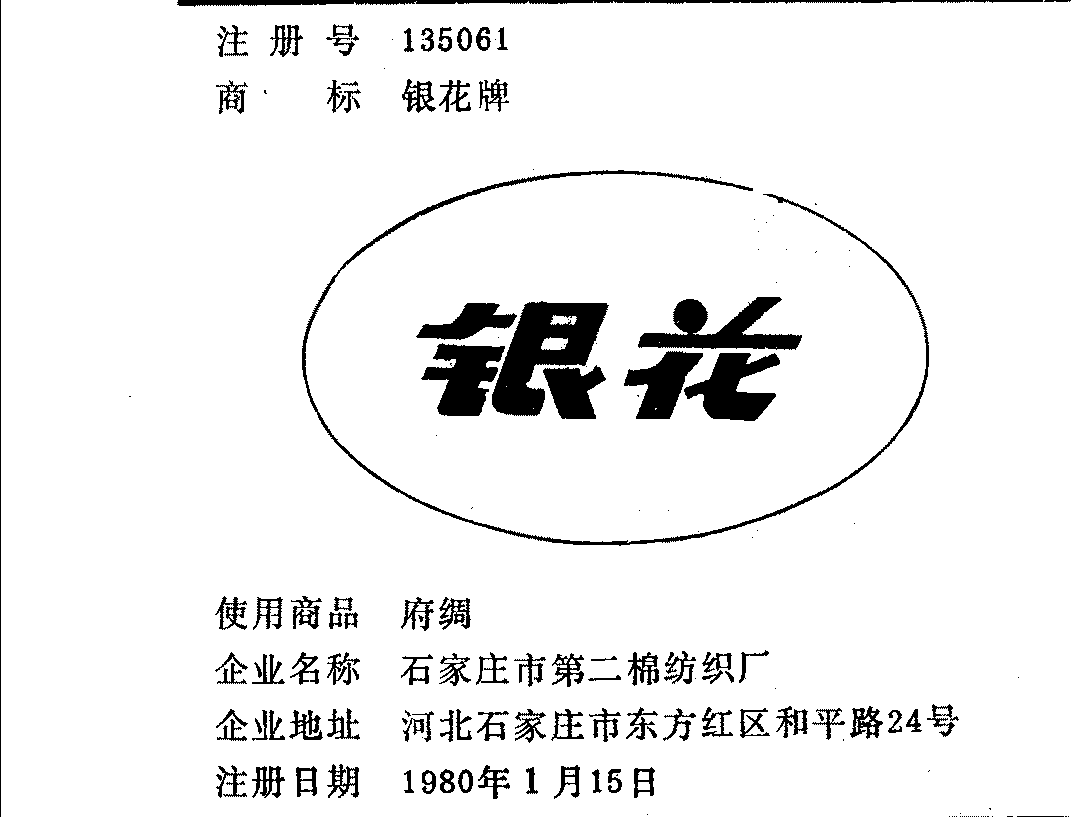 注册号 135061
商标 银花牌
银花
使用商品 府绸
企业名称 石家庄市第二棉纺织厂
企业地址 河北石家庄市东方红区和平路24号
注册日期 1980年1月15日